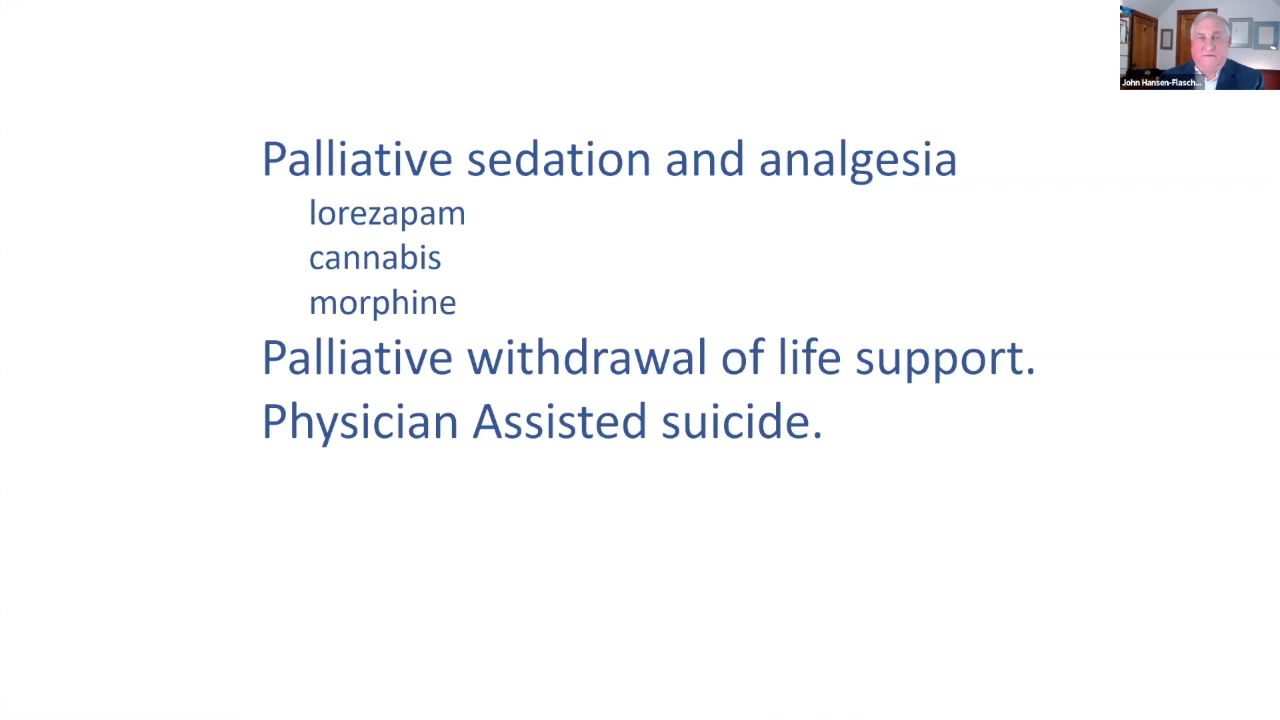 John Hansen-Flasch...
Palliative sedation and analgesia
lorezapam
cannabis
morphine
Palliative withdrawal of life support.
Physician Assisted suicide.